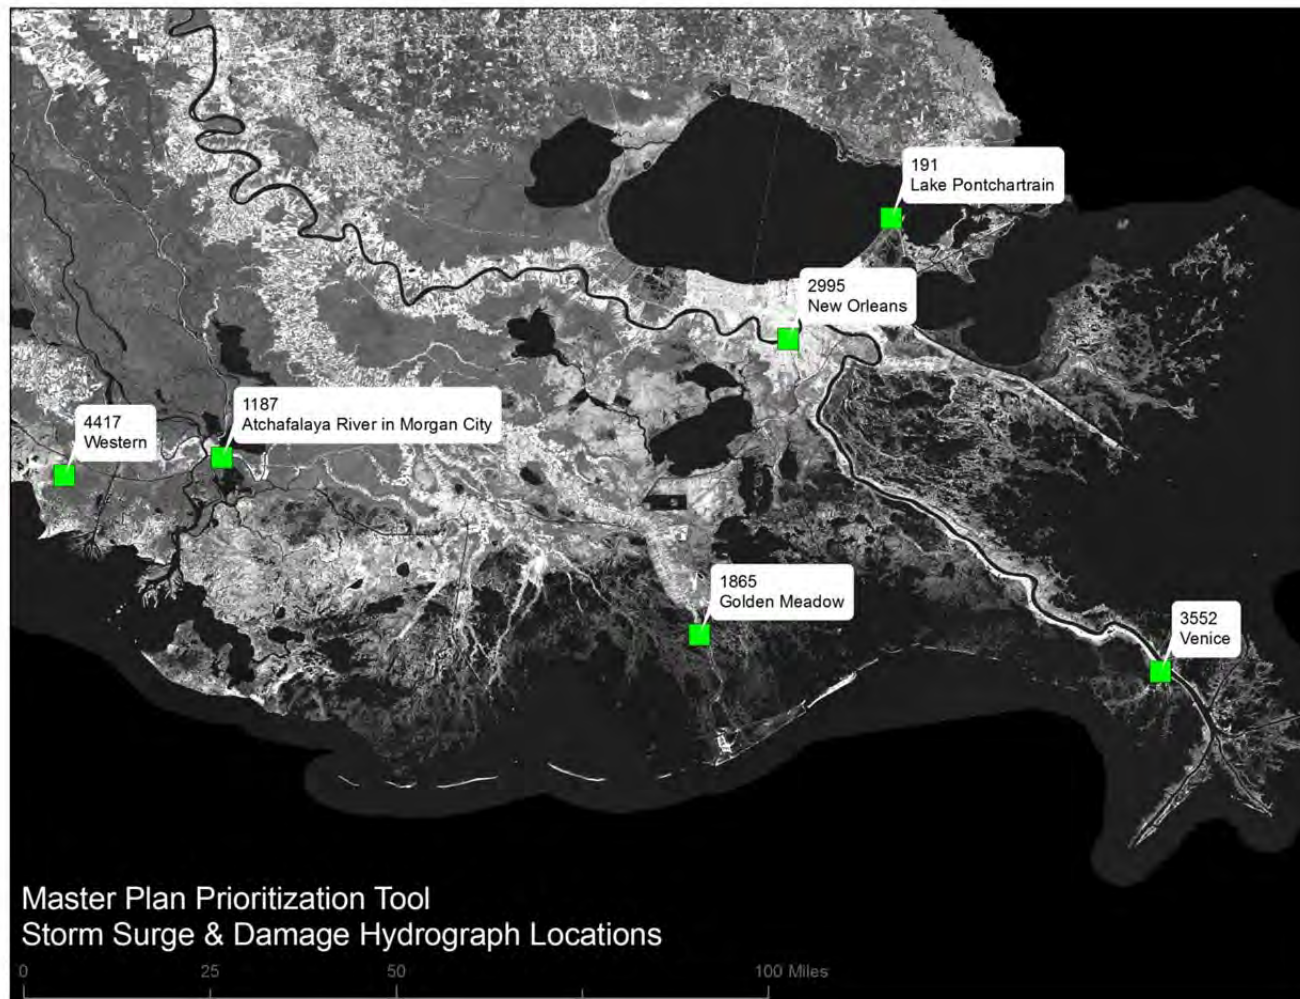 191
Lake Pontchartrain
2995
New Orleans
4417
Western
1187
Atchafalaya River in Morgan City
1865
Golden Meadow
3552
Venice
Master Plan Prioritization Tool
Storm Surge & Damage Hydrograph Locations
0 25 50 100 Miles